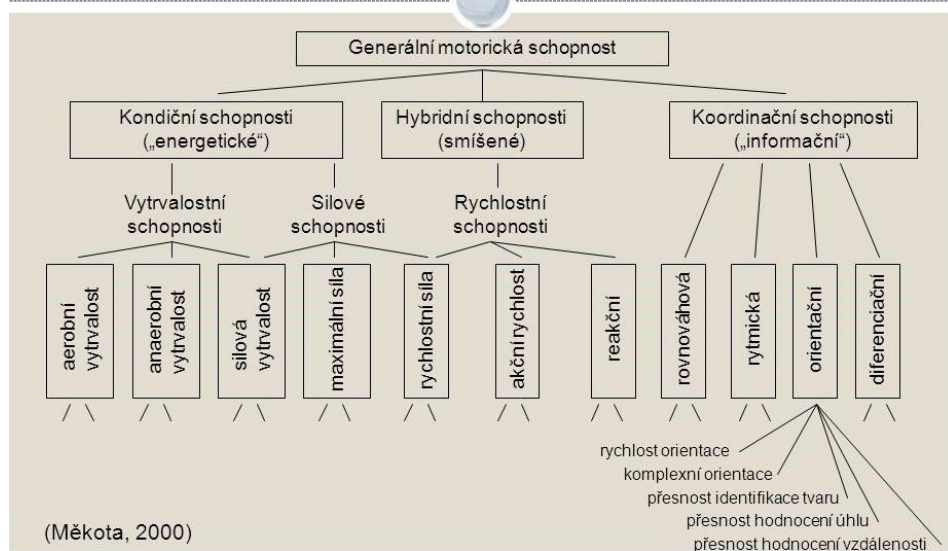 Generální motorická schopnost
Kondiční schopnosti
(„energetické“)
Hybridní schopnosti
(smíšené)
Koordinační schopnosti
(„informační“)
Vytrvalostní
schopnosti
Silové
schopnosti
Rychlostní
schopnosti
aerobní
vytrvalost
anaerobní
vytrvalost
silová
vytrvalost
maximální síla
rychlostní síla
akční rychlost
reakční
rovnováhová
rytmická
orientační
diferenciační
rychlost orientace
komplexní orientace
přesnost identifikace tvaru
přesnost hodnocení úhlu
přesnost hodnocení vzdálenosti
(Měkota, 2000)